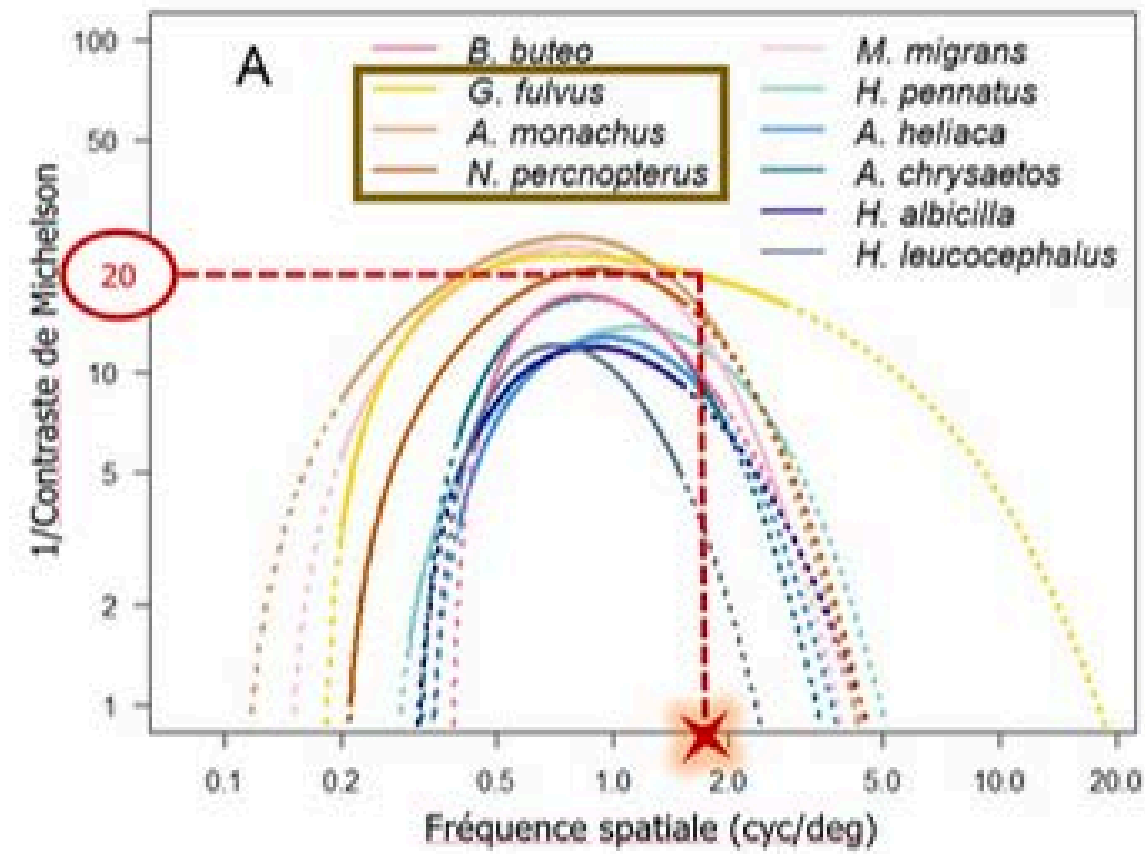 A
B. buteo
G. fulvus
A. monachus
N. percnopterus
M. migrans
H. pennatus
A. heliaca
A. chrysaetos
H. albicilla
H. leucocephalus
1/Contraste de Michelson
100
50
20
10
5
2
1
0.1 0.2 0.5 1.0 2.0 5.0 10.0 20.0
Fréquence spatiale (cyc/deg)